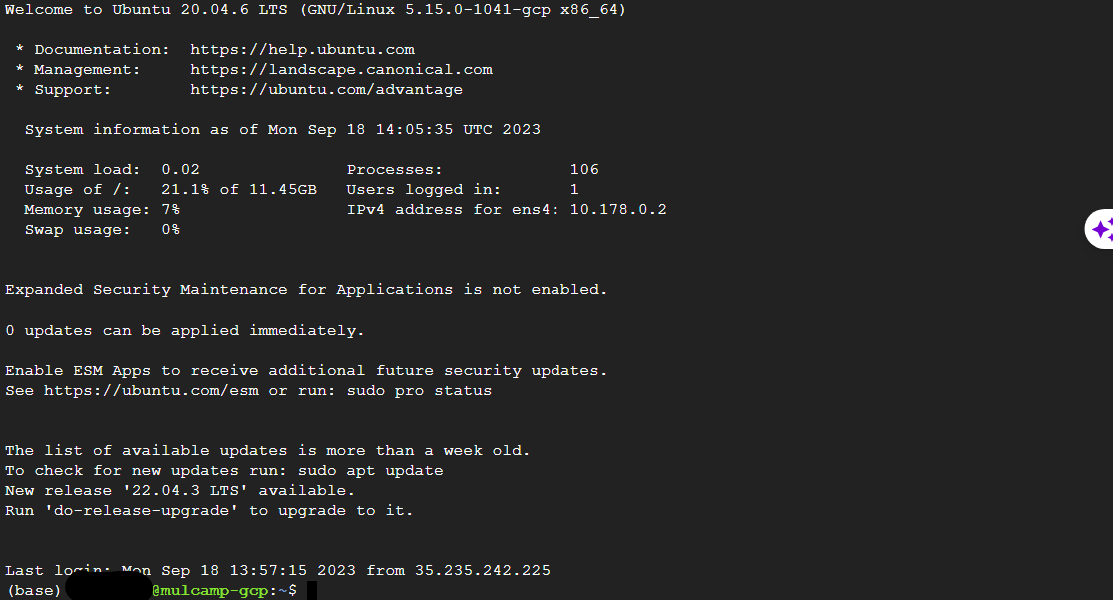 Welcome to Ubuntu 20.04.6 LTS (GNU/Linux 5.15.0-1041-gcp x86_64)
* Documentation:  https://help.ubuntu.com
* Management:     https://landscape.canonical.com
* Support:        https://ubuntu.com/advantage
System information as of Mon Sep 18 14:05:35 UTC 2023
System load:  0.02               Processes:             106
Usage of /:   21.1% of 11.45GB   Users logged in:       1
Memory usage: 7%                 IPv4 address for ens4: 10.178.0.2
Swap usage:   0%
Expanded Security Maintenance for Applications is not enabled.
0 updates can be applied immediately.
Enable ESM Apps to receive additional future security updates.
See https://ubuntu.com/esm or run: sudo pro status
The list of available updates is more than a week old.
To check for new updates run: sudo apt update
New release '22.04.3 LTS' available.
Run 'do-release-upgrade' to upgrade to it.
Last login: Mon Sep 18 13:57:15 2023 from 35.235.242.225
(base) @mulcamp-gcp:~$